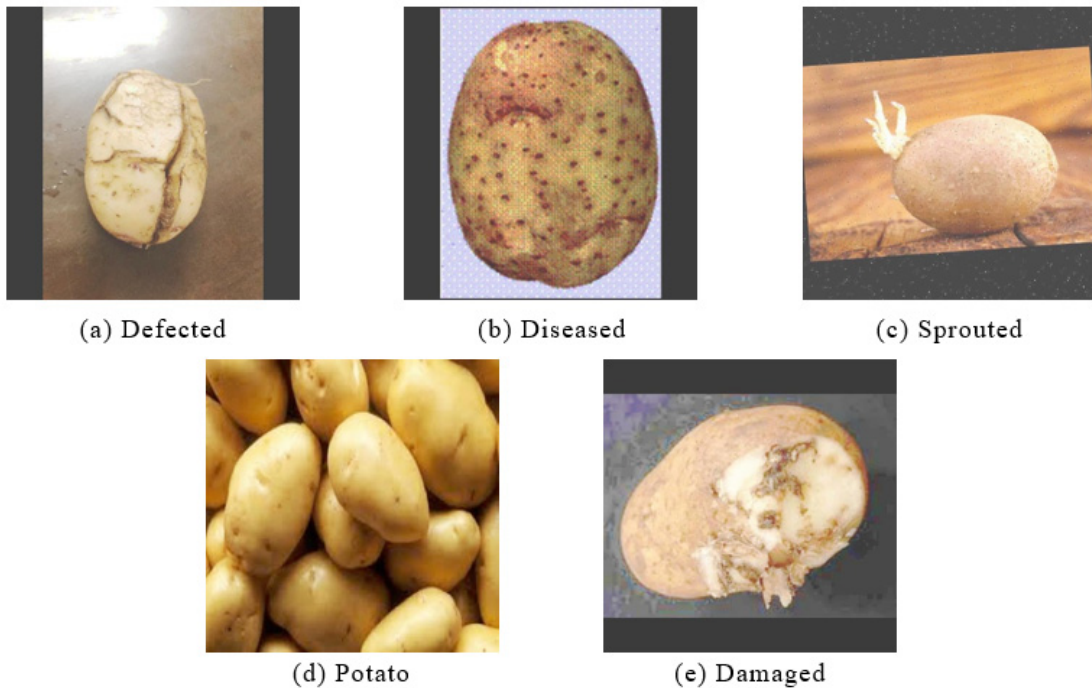 (a) Defected
(b) Diseased
(c) Sprouted
(d) Potato
(e) Damaged